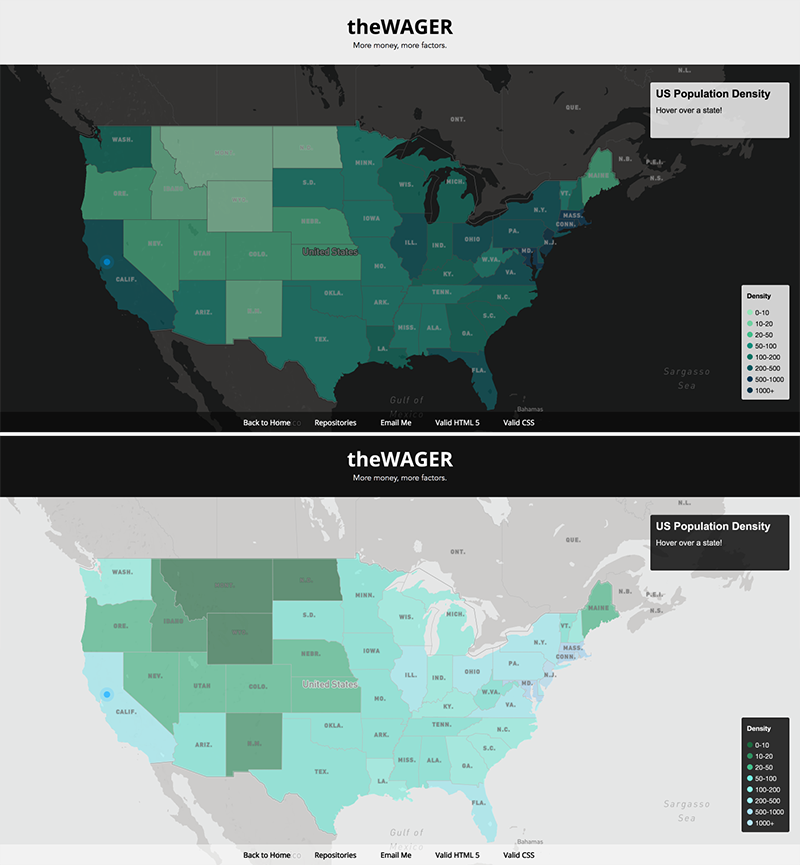 theWAGER
More money, more factors.
N.L.
US Population Density
Hover over a state!
ONT.
QUE.
WASH.
MINN.
N.B.
P.E.I.
N.S.
MAINE
ORE.
IDAHO
S.D.
WIS.
MICH.
VT.
N.Y.
MASS.
CONN.
NEBR.
IOWA
PA.
NEV.
UTAH
COLO.
United States
ILL.
IND.
OHIO
N.J.
MD.
CALIF.
MO.
W.VA.
VA.
KY.
ARIZ.
N.M.
OKLA.
ARK.
TENN.
N.C.
S.C.
TEX.
MISS.
ALA.
GA.
LA.
FLA.
Density
0-10
10-20
20-50
50-100
100-200
200-500
500-1000
1000+
Sargasso
Sea
Gulf of
Mexico
Bahamas
Back to Home
Repositories
Email Me
Valid HTML 5
Valid CSS
theWAGER
More money, more factors.
N.L.
US Population Density
Hover over a state!
ONT.
QUE.
WASH.
MINN.
N.B.
P.E.I.
N.S.
MAINE
ORE.
IDAHO
S.D.
WIS.
MICH.
VT.
N.Y.
MASS.
CONN.
NEBR.
IOWA
PA.
NEV.
UTAH
COLO.
United States
ILL.
IND.
OHIO
N.J.
MD.
CALIF.
MO.
W.VA.
VA.
KY.
ARIZ.
N.M.
OKLA.
ARK.
TENN.
N.C.
S.C.
TEX.
MISS.
ALA.
GA.
LA.
FLA.
Density
0-10
10-20
20-50
50-100
100-200
200-500
500-1000
1000+
Sargasso
Sea
Gulf of
Bahamas
Back to Home
Repositories
Email Me
Valid HTML 5
Valid CSS